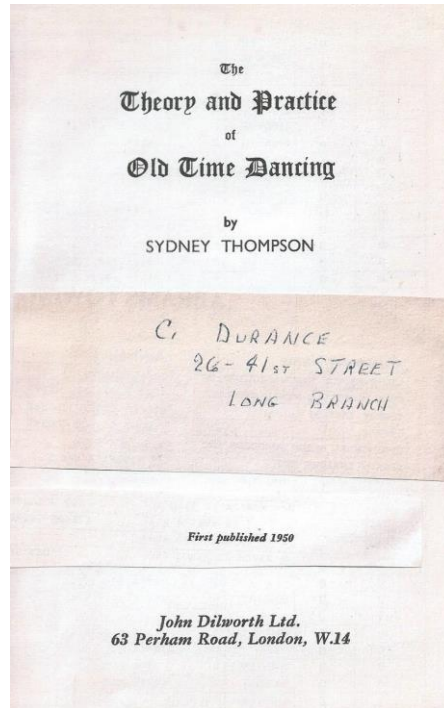 The
Theory and Practice
of
Old Time Dancing
by
SYDNEY THOMPSON
C. DURANCE
26-41ST STREET
LONG BRANCH
First published 1950
John Dilworth Ltd.
63 Perham Road, London, W.14